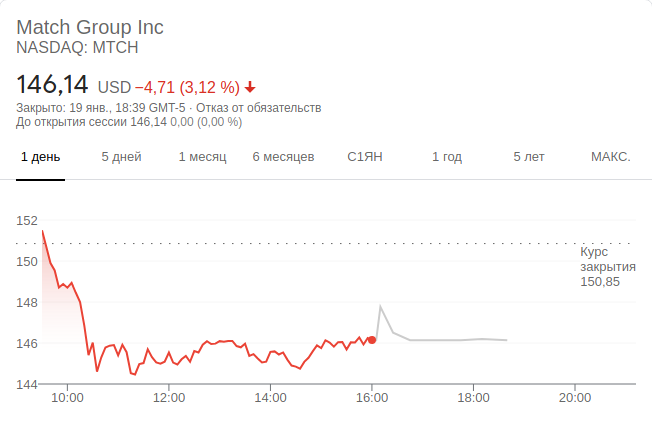 Match Group Inc
NASDAQ: MTCH
146,14 USD −4,71 (3,12 %)
Закрыто: 19 янв., 18:39 GMT-5 · Отказ от обязательств
До открытия сессии 146,14 0,00 (0,00 %)
1 день 5 дней 1 месяц 6 месяцев С1ЯН 1 год 5 лет МАКС.
152
Курс
закрытия
150,85
150
148
146
144
10:00 12:00 14:00 16:00 18:00 20:00